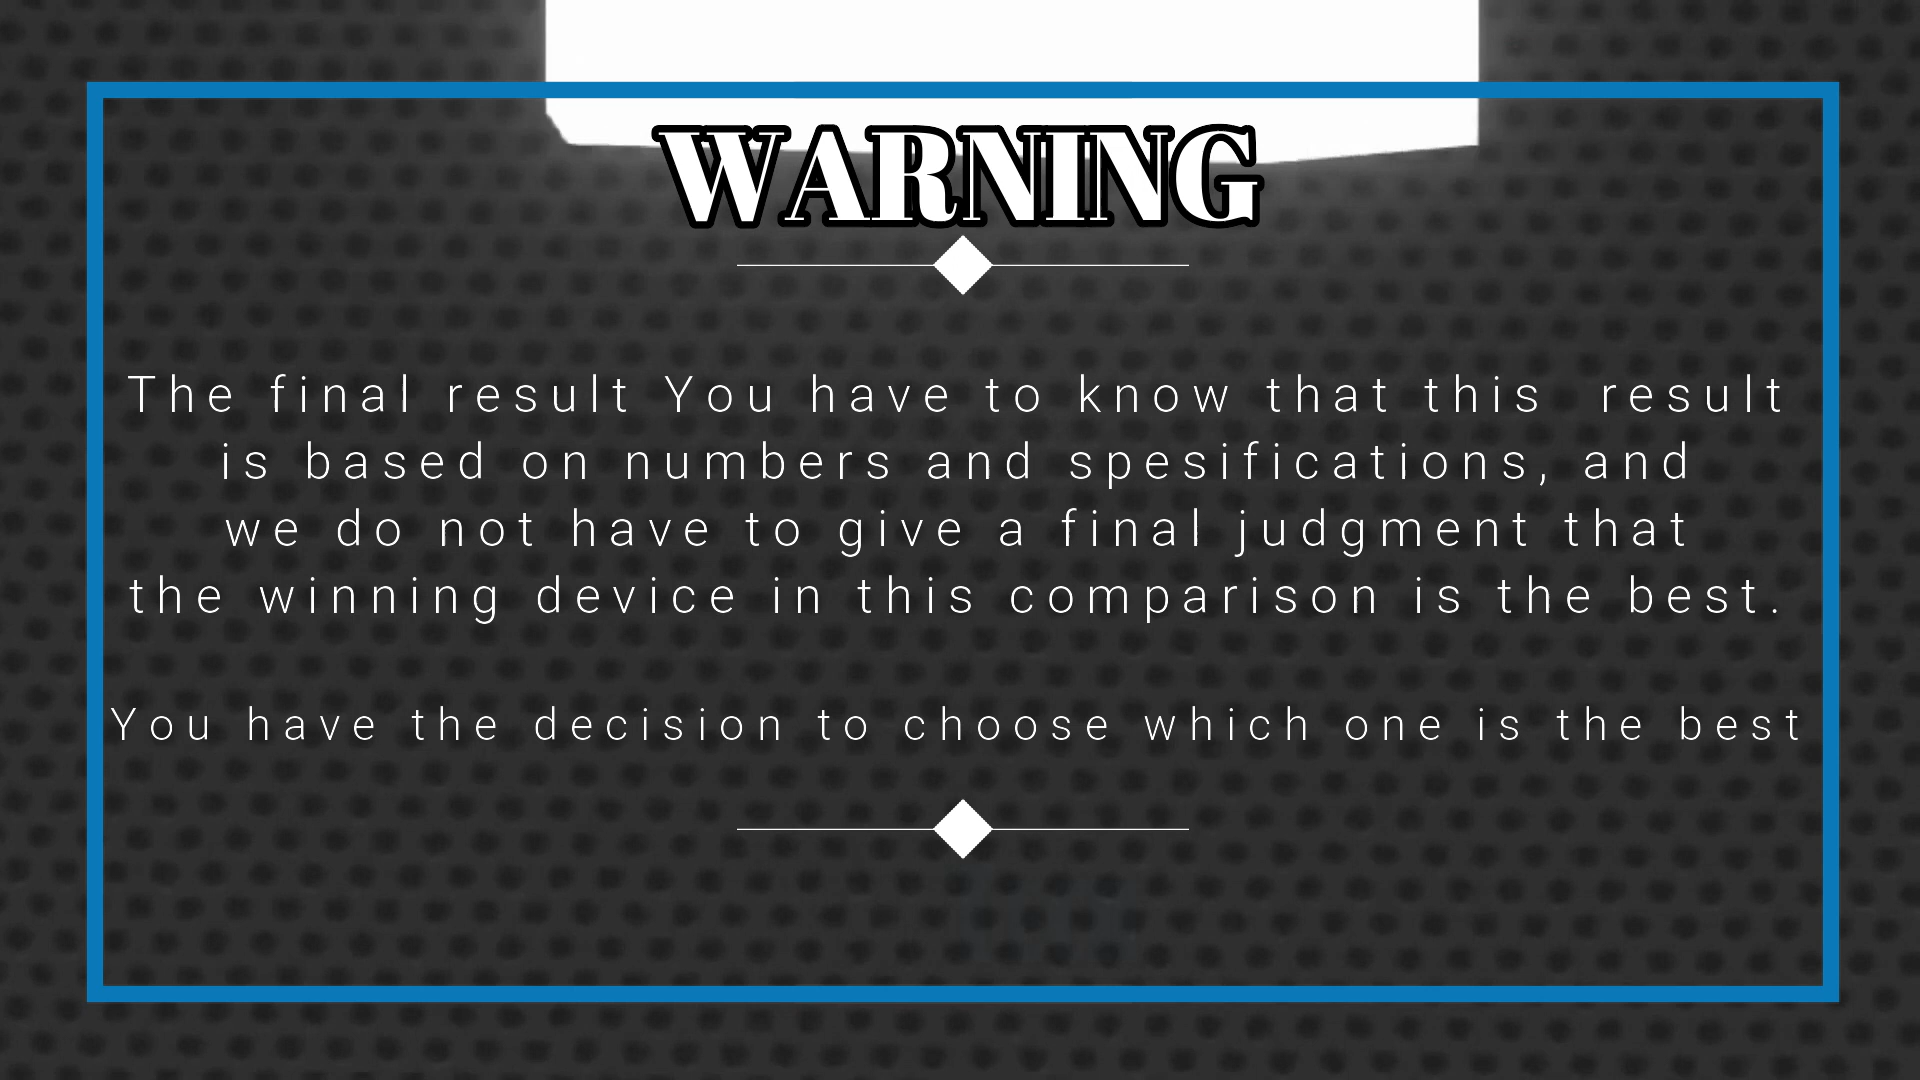 WARNING
The final result You have to know that this result
is based on numbers and spesifications, and
we do not have to give a final judgment that
the winning device in this comparison is the best.
You have the decision to choose which one is the best